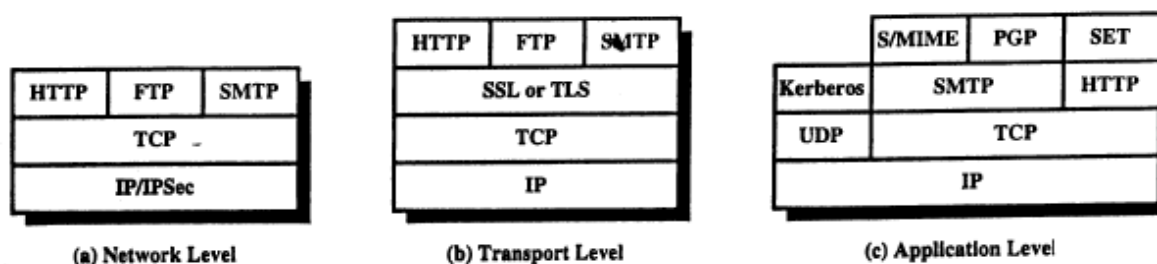 HTTP FTP SMTP
TCP
IP/IPSec
(a) Network Level
HTTP FTP SMTP
SSL or TLS
TCP
IP
(b) Transport Level
S/MIME PGP SET
Kerberos SMTP HTTP
UDP TCP
IP
(c) Application Level